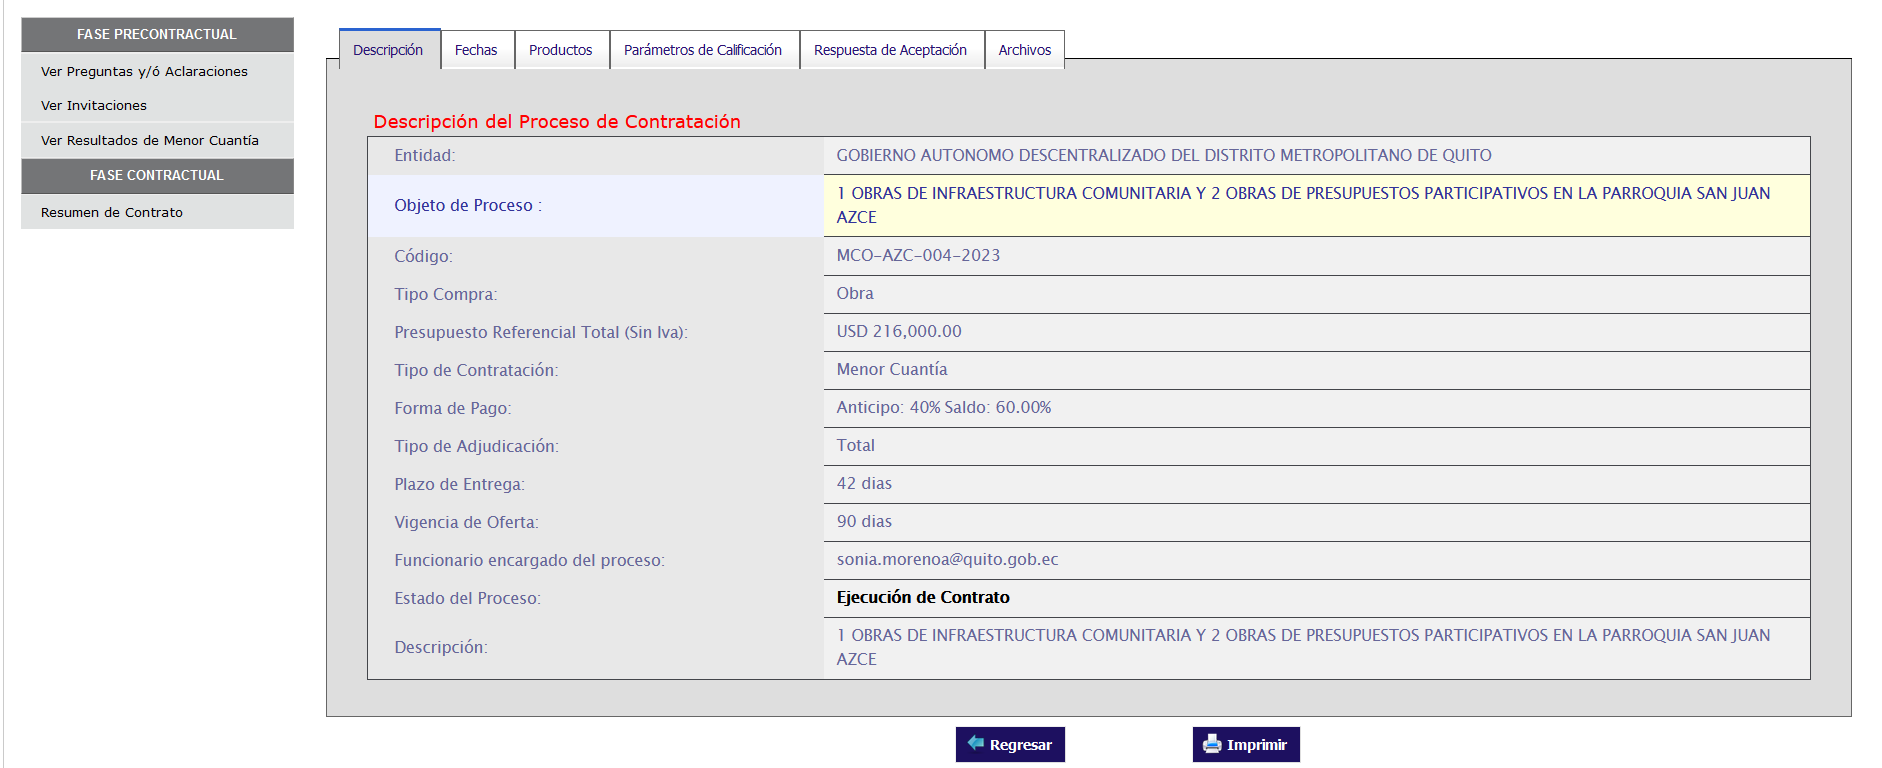 FASE PRECONTRACTUAL
Ver Preguntas y/ó Aclaraciones
Ver Invitaciones
Ver Resultados de Menor Cuantía
FASE CONTRACTUAL
Resumen de Contrato
Descripción
Fechas
Productos
Parámetros de Calificación
Respuesta de Aceptación
Archivos
Descripción del Proceso de Contratación
Entidad: GOBIERNO AUTONOMO DESCENTRALIZADO DEL DISTRITO METROPOLITANO DE QUITO
Objeto de Proceso : 1 OBRAS DE INFRAESTRUCTURA COMUNITARIA Y 2 OBRAS DE PRESUPUESTOS PARTICIPATIVOS EN LA PARROQUIA SAN JUAN
AZCE
Código: MCO-AZC-004-2023
Tipo Compra: Obra
Presupuesto Referencial Total (Sin Iva): USD 216,000.00
Tipo de Contratación: Menor Cuantía
Forma de Pago: Anticipo: 40% Saldo: 60.00%
Tipo de Adjudicación: Total
Plazo de Entrega: 42 dias
Vigencia de Oferta: 90 dias
Funcionario encargado del proceso: sonia.morenoa@quito.gob.ec
Estado del Proceso: Ejecución de Contrato
Descripción: 1 OBRAS DE INFRAESTRUCTURA COMUNITARIA Y 2 OBRAS DE PRESUPUESTOS PARTICIPATIVOS EN LA PARROQUIA SAN JUAN
AZCE
Regresar
Imprimir